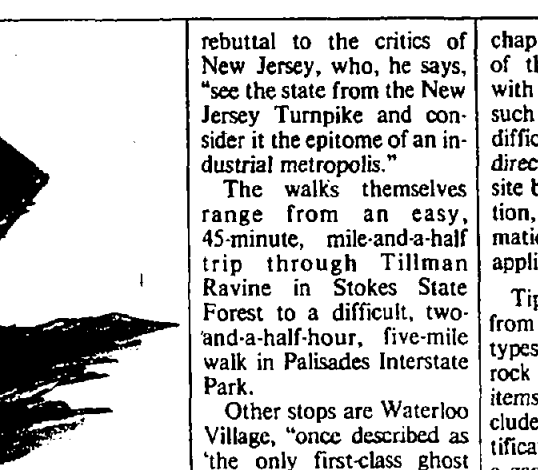 rebuttal to the critics of
New Jersey, who, he says,
"see the state from the New
Jersey Turnpike and con-
sider it the epitome of an in-
dustrial metropolis."
The walks themselves
range from an easy,
45-minute, mile-and-a-half
trip through Tillman
Ravine in Stokes State
Forest to a difficult, two-
and-a-half-hour, five-mile
walk in Palisades Interstate
Park.
Other stops are Waterloo
Village, "once described as
'the only first-class ghost
chap
of th
with
such
diffic
direc
site b
tion,
matic
appli
Tip
from
types
rock
items
clude
tifica